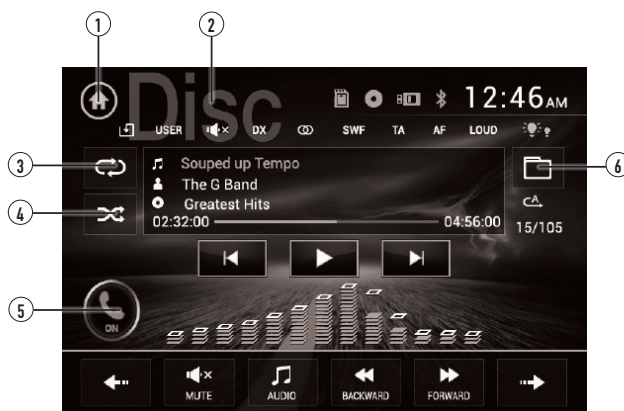 1
2
Disc
12:46AM
USER DX SWF TA AF LOUD
3
Souped up Tempo
6
The G Band
4
Greatest Hits
02:32:00 04:56:00
CA
15/105
5
ON
MUTE AUDIO BACKWARD FORWARD